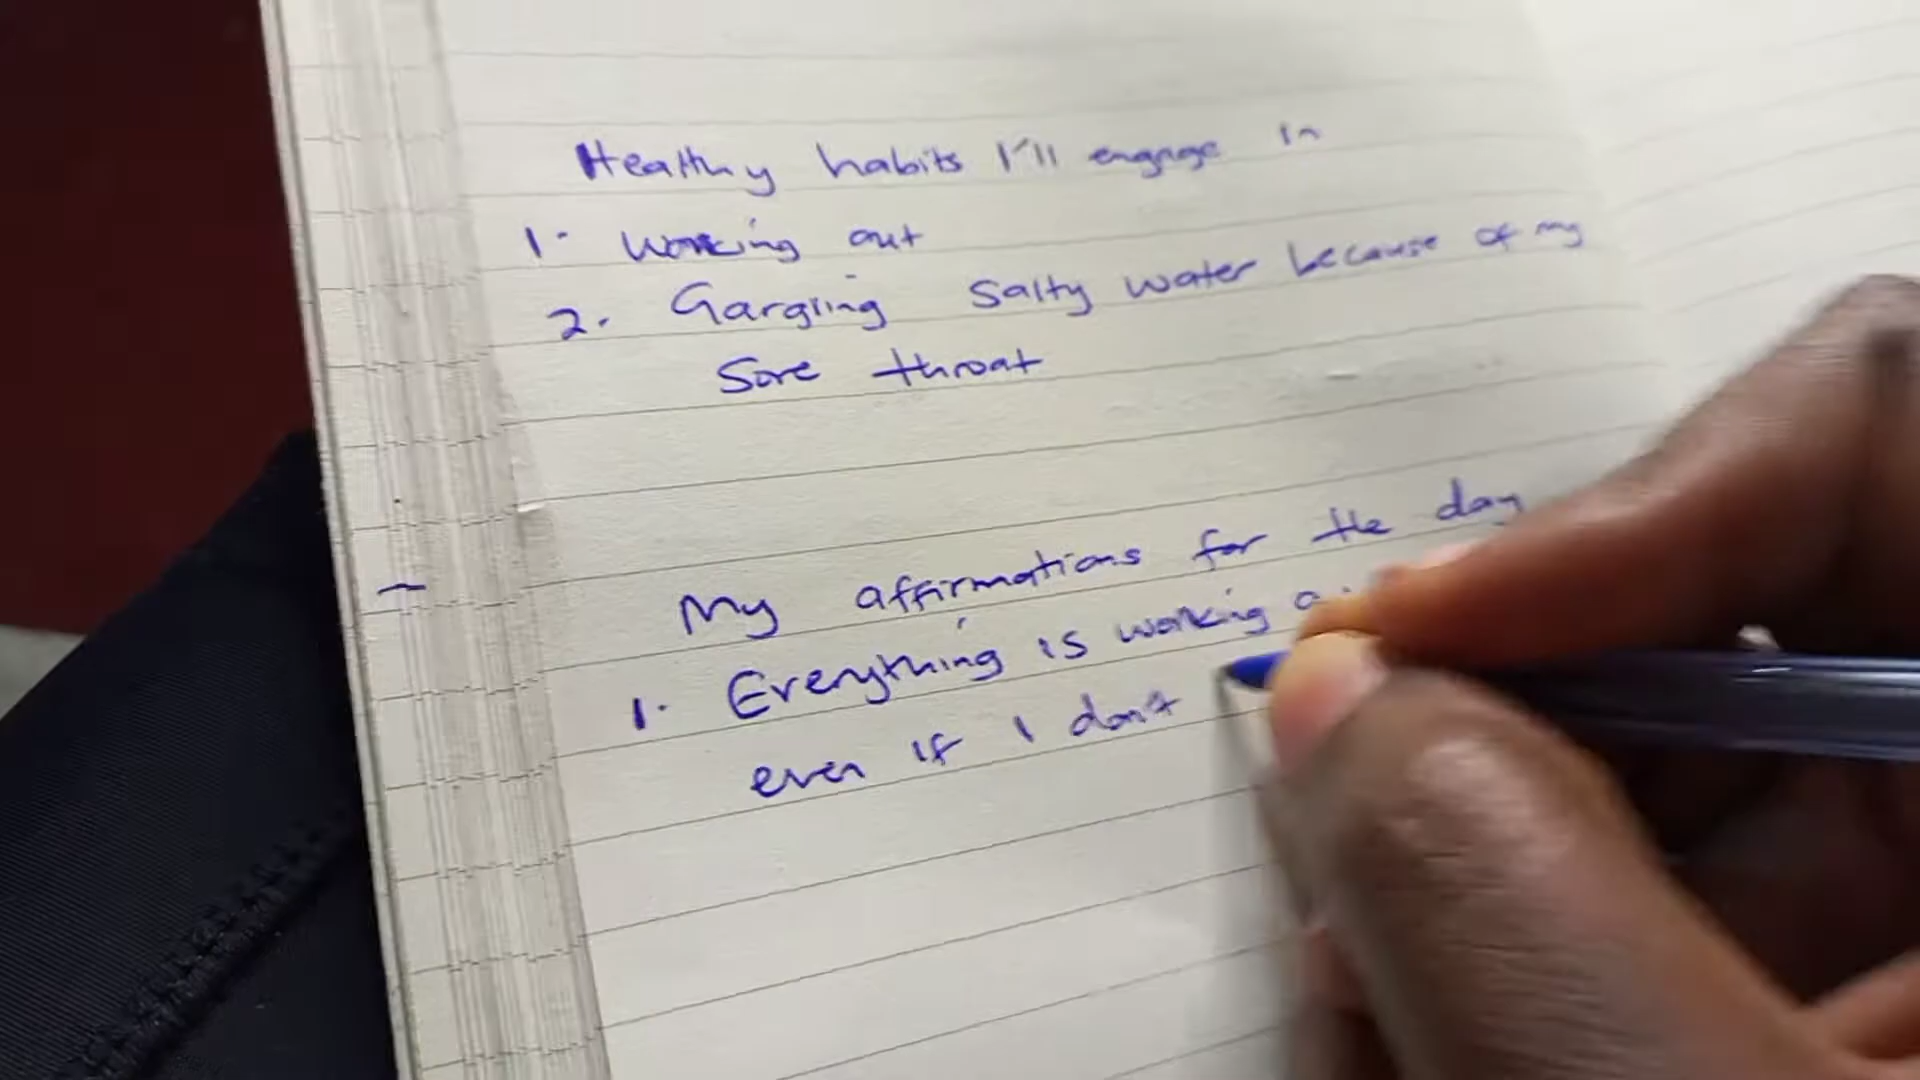 Healthy habits I'll engage in
1. Working out
2. Gargling salty water because of my
Sore throat
My affirmations for the day
1. Everything is working
even if I don't